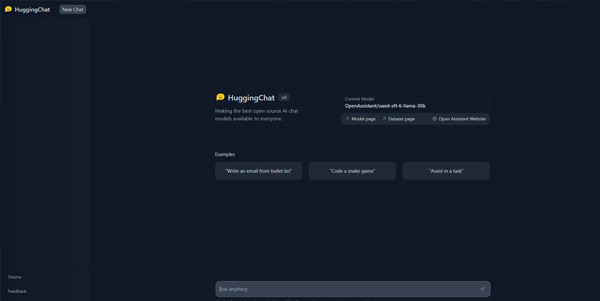 HuggingChat
New Chat
HuggingChat v0
Making the best open source AI chat
models available to everyone.
Current Model
OpenAssistant/oasst-sft-6-llama-30b
Model page
Dataset page
Open Assistant Website
Examples
"Write an email from bullet list"
"Code a snake game"
"Assist in a task"
Theme
Feedback
Ask anything